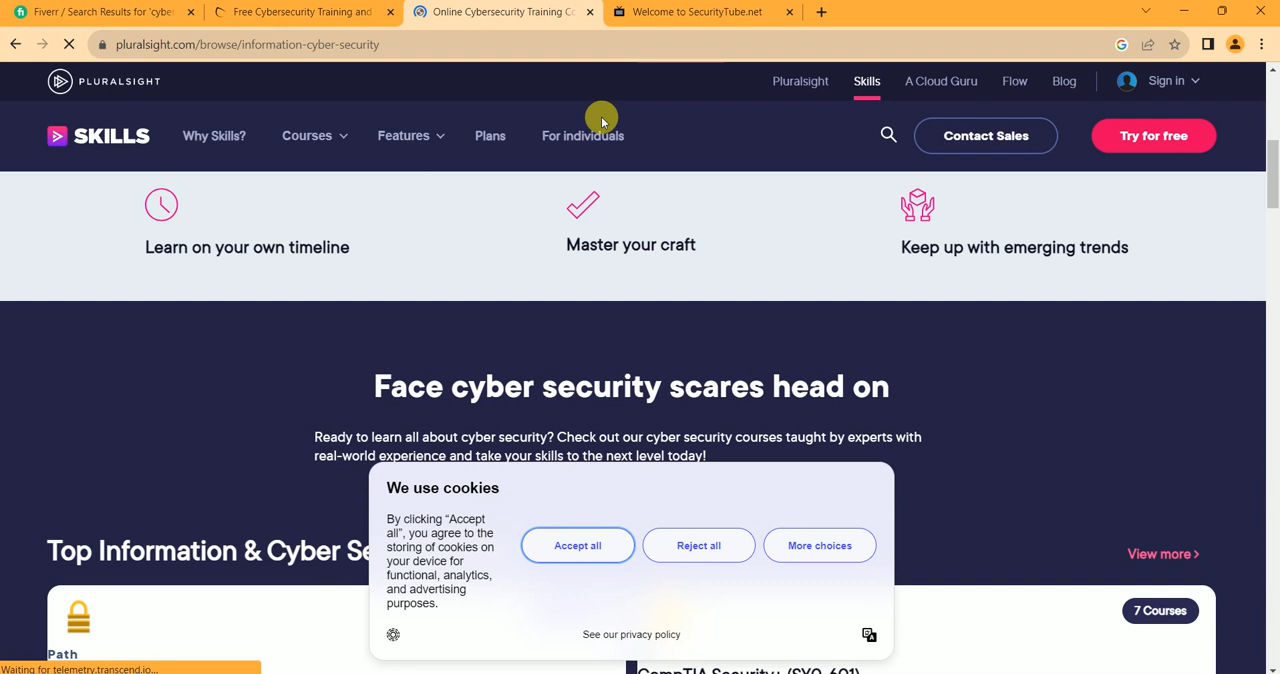 Fiverr / Search Results for 'cyber
Free Cybersecurity Training and
Online Cybersecurity Training Co
Welcome to SecurityTube.net
pluralsight.com/browse/information-cyber-security
PLURALSIGHT
Pluralsight
Skills
A Cloud Guru
Flow
Blog
Sign in
SKILLS
Why Skills?
Courses
Features
Plans
For individuals
Contact Sales
Try for free
Learn on your own timeline
Master your craft
Keep up with emerging trends
Face cyber security scares head on
Ready to learn all about cyber security? Check out our cyber security courses taught by experts with
real-world experience and take your skills to the next level today!
We use cookies
By clicking “Accept
all”, you agree to the
storing of cookies on
your device for
functional, analytics,
and advertising
purposes.
Accept all
Reject all
More choices
See our privacy policy
Top Information & Cyber Se
View more >
7 Courses
Path
CompTIA Security+ (SY0-601)
Waiting for telemetry.transcend.io...